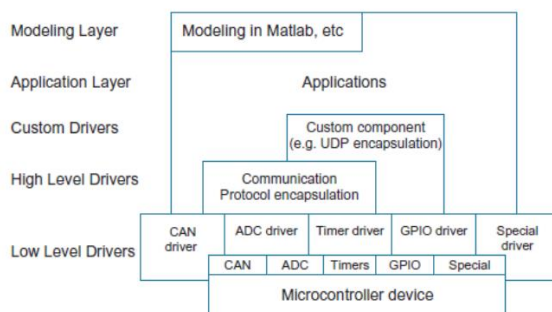 Modeling Layer
Modeling in Matlab, etc
Application Layer
Applications
Custom Drivers
Custom component
(e.g. UDP encapsulation)
High Level Drivers
Communication
Protocol encapsulation
Low Level Drivers
CAN
driver
ADC driver
Timer driver
GPIO driver
Special
driver
CAN
ADC
Timers
GPIO
Special
Microcontroller device